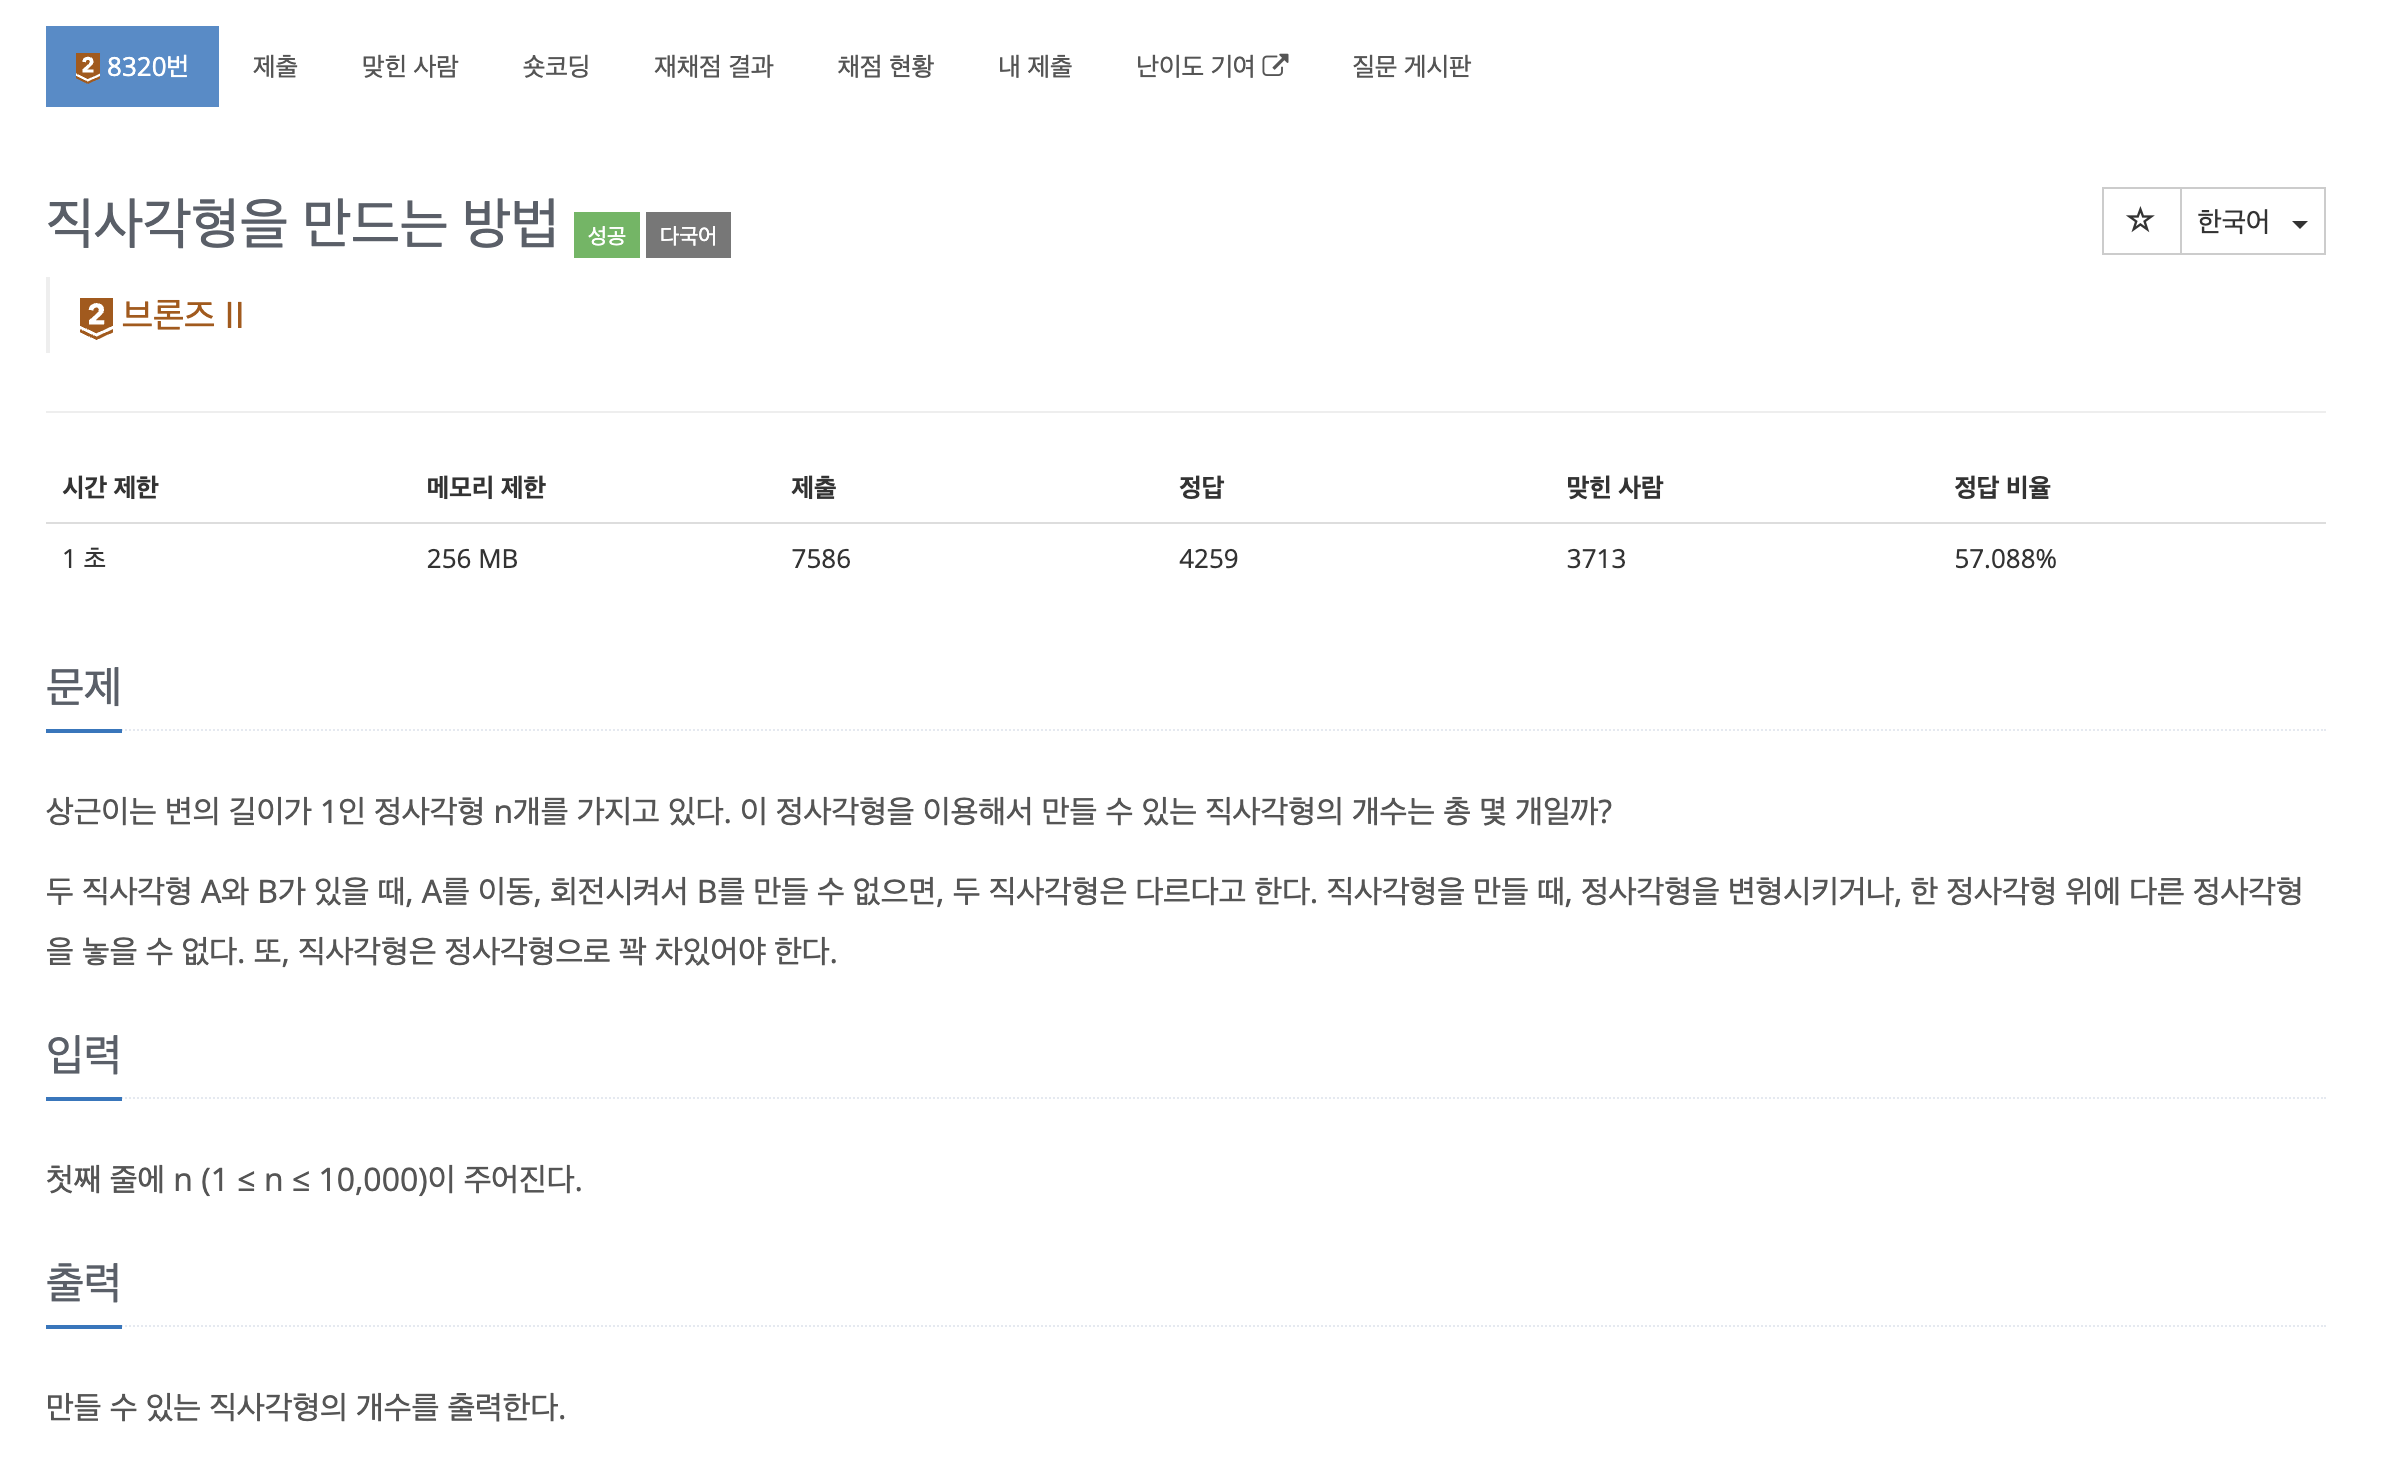 2 8320번 제출 맞힌 사람 숏코딩 재채점 결과 채점 현황 내 제출 난이도 기여 질문 게시판
직사각형을 만드는 방법 성공 다국어 ☆ 한국어
2 브론즈 II
시간 제한 메모리 제한 제출 정답 맞힌 사람 정답 비율
1 초 256 MB 7586 4259 3713 57.088%
문제
상근이는 변의 길이가 1인 정사각형 n개를 가지고 있다. 이 정사각형을 이용해서 만들 수 있는 직사각형의 개수는 총 몇 개일까?
두 직사각형 A와 B가 있을 때, A를 이동, 회전시켜서 B를 만들 수 없으면, 두 직사각형은 다르다고 한다. 직사각형을 만들 때, 정사각형을 변형시키거나, 한 정사각형 위에 다른 정사각형
을 놓을 수 없다. 또, 직사각형은 정사각형으로 꽉 차있어야 한다.
입력
첫째 줄에 n (1 ≤ n ≤ 10,000)이 주어진다.
출력
만들 수 있는 직사각형의 개수를 출력한다.